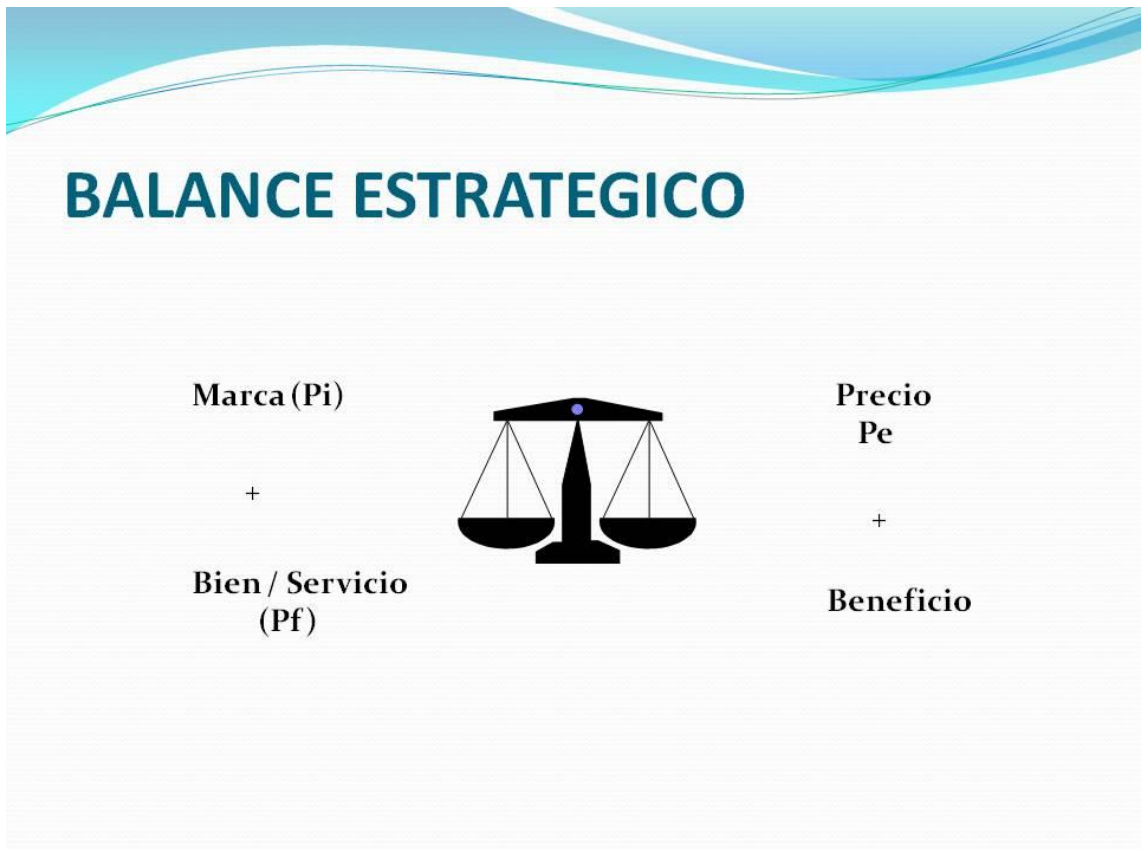 BALANCE ESTRATEGICO
Marca (Pi)
+
Bien / Servicio
(Pf)
Precio
Pe
+
Beneficio